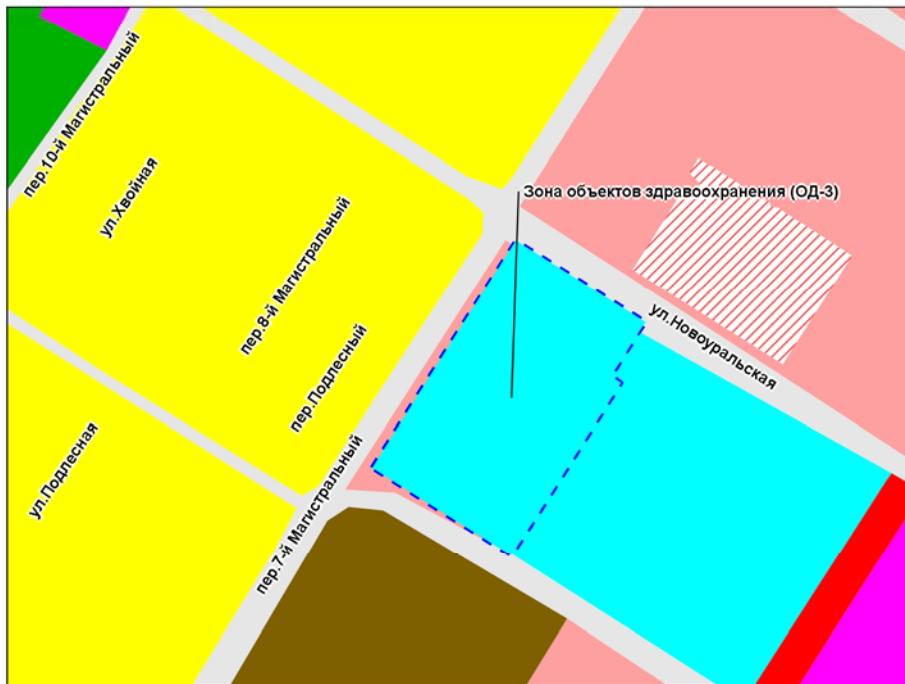 пер.10-й Магистральный
ул.Хвойная
Зона объектов здравоохранения (ОД-3)
пер.8-й Магистральный
ул.Новоуральская
пер.Подлесный
ул.Подлесная
пер.7-й Магистральный